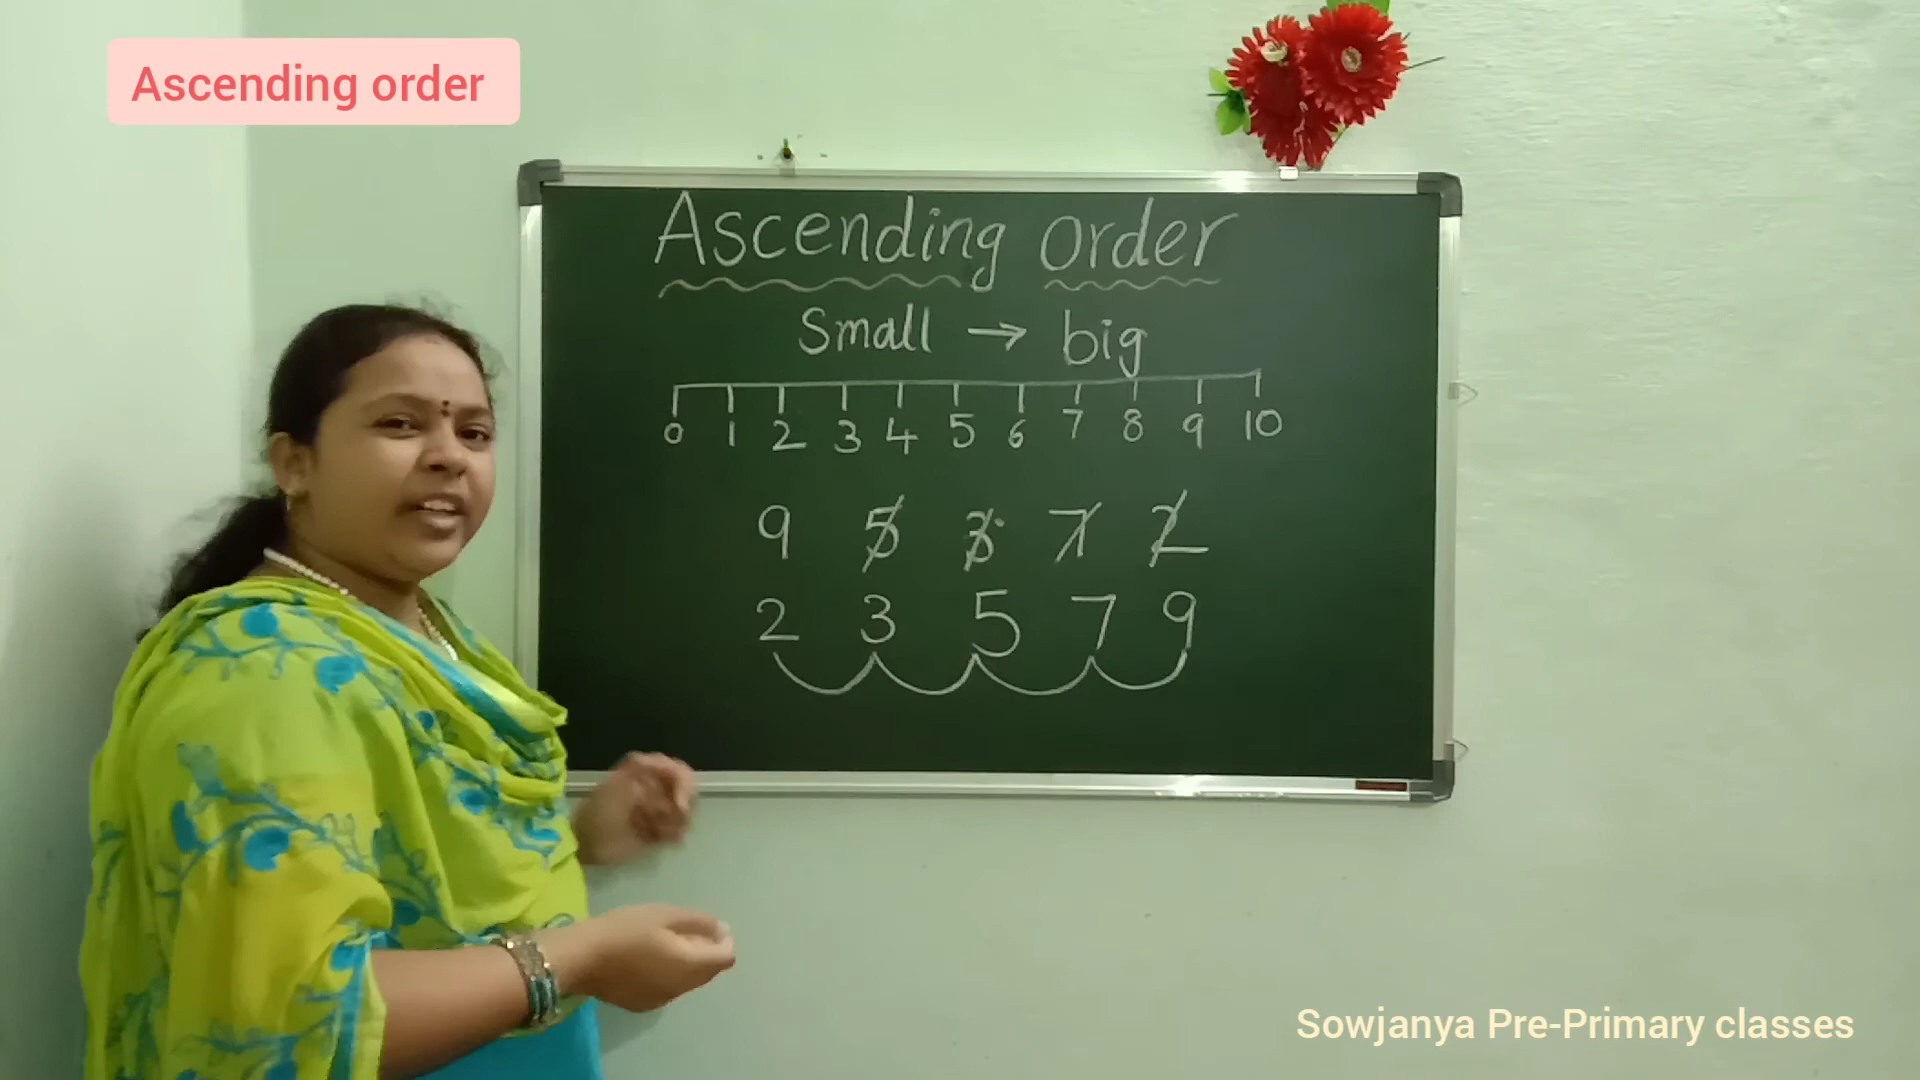 Ascending order
Ascending order
Small → big
0 1 2 3 4 5 6 7 8 9 10
9 5 3 7 2
2 3 5 7 9
Sowjanya Pre-Primary classes